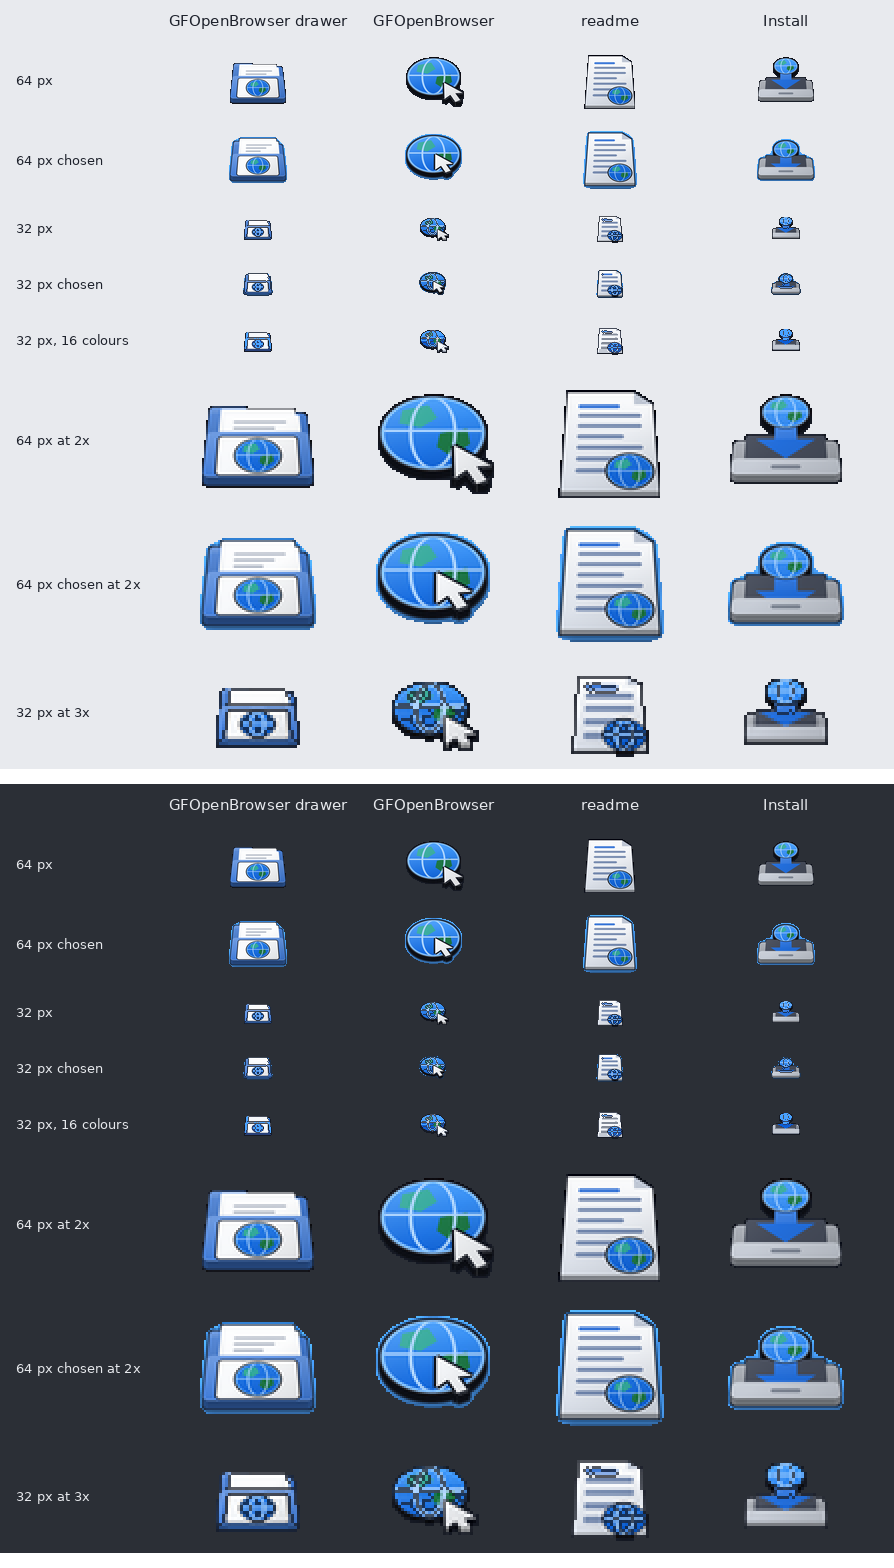 GFOpenBrowser drawer GFOpenBrowser readme Install
64 px
64 px chosen
32 px
32 px chosen
32 px, 16 colours
64 px at 2x
64 px chosen at 2x
32 px at 3x
GFOpenBrowser drawer GFOpenBrowser readme Install
64 px
64 px chosen
32 px
32 px chosen
32 px, 16 colours
64 px at 2x
64 px chosen at 2x
32 px at 3x